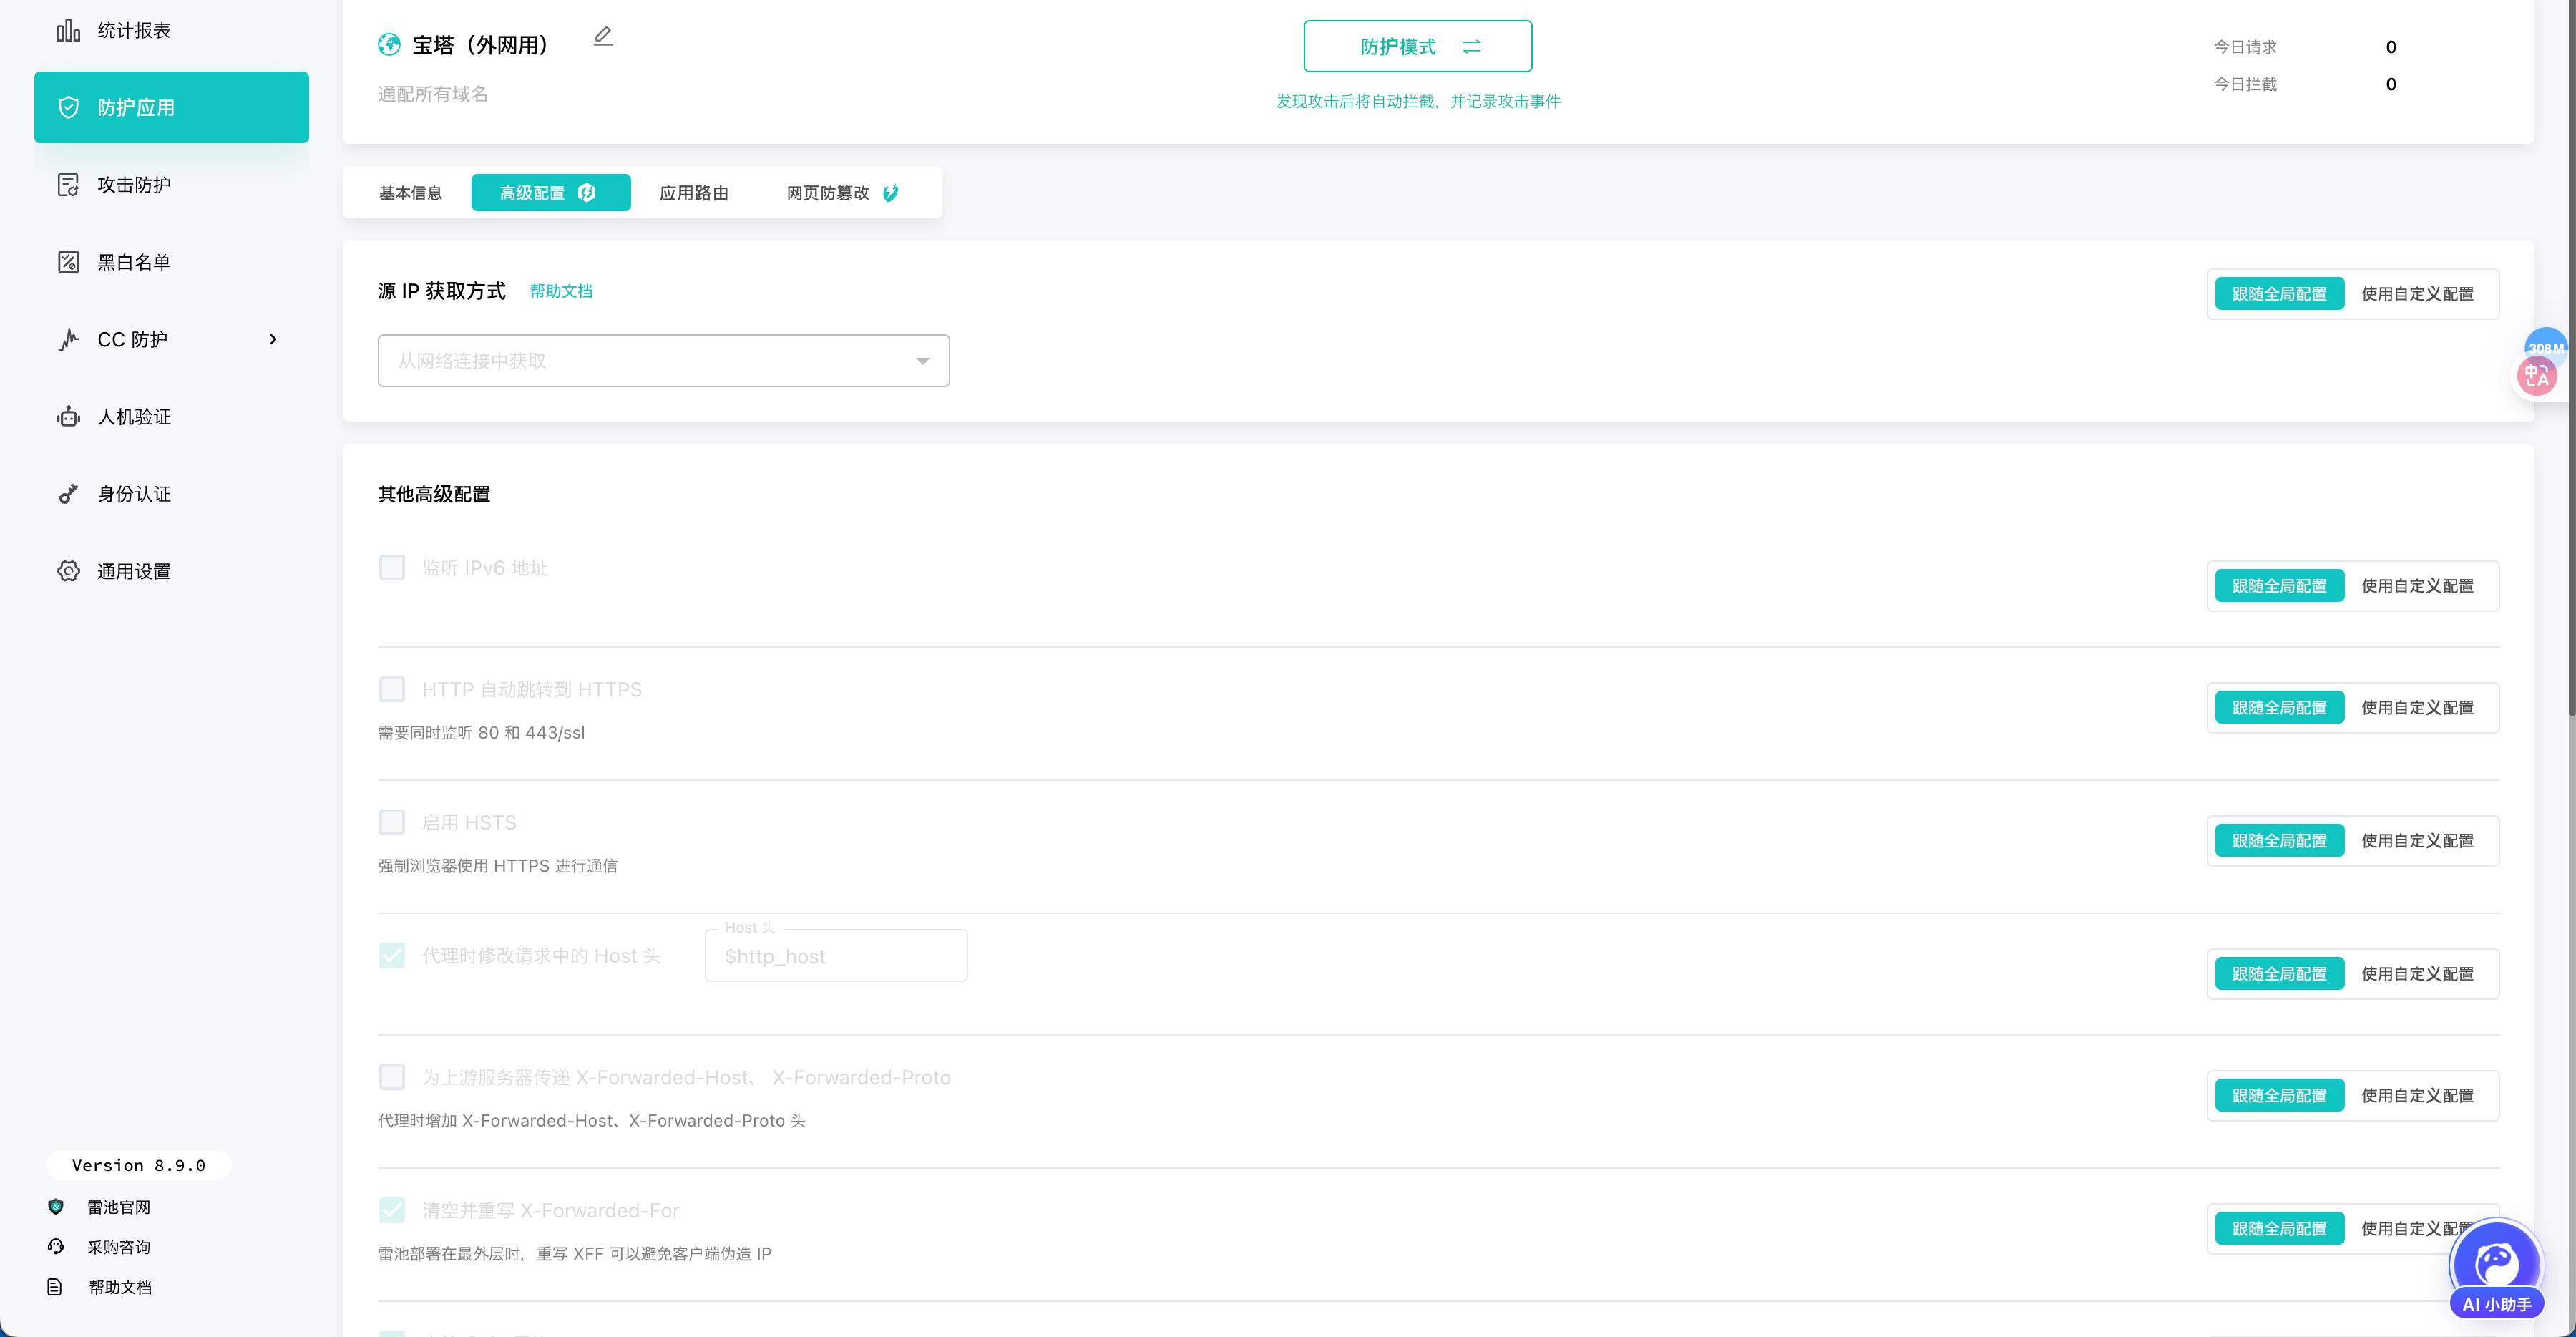 统计报表
防护应用
攻击防护
黑白名单
CC 防护
人机验证
身份认证
通用设置
Version 8.9.0
雷池官网
采购咨询
帮助文档
宝塔（外网用）
通配所有域名
防护模式
发现攻击后将自动拦截，并记录攻击事件
今日请求 0
今日拦截 0
基本信息 高级配置 应用路由 网页防篡改
源 IP 获取方式 帮助文档
跟随全局配置 使用自定义配置
从网络连接中获取
308M
其他高级配置
监听 IPv6 地址
跟随全局配置 使用自定义配置
HTTP 自动跳转到 HTTPS
需要同时监听 80 和 443/ssl
跟随全局配置 使用自定义配置
启用 HSTS
强制浏览器使用 HTTPS 进行通信
跟随全局配置 使用自定义配置
代理时修改请求中的 Host 头
Host 头
$http_host
跟随全局配置 使用自定义配置
为上游服务器传递 X-Forwarded-Host、 X-Forwarded-Proto
代理时增加 X-Forwarded-Host、X-Forwarded-Proto 头
跟随全局配置 使用自定义配置
清空并重写 X-Forwarded-For
雷池部署在最外层时，重写 XFF 可以避免客户端伪造 IP
跟随全局配置 使用自定义配置
AI 小助手